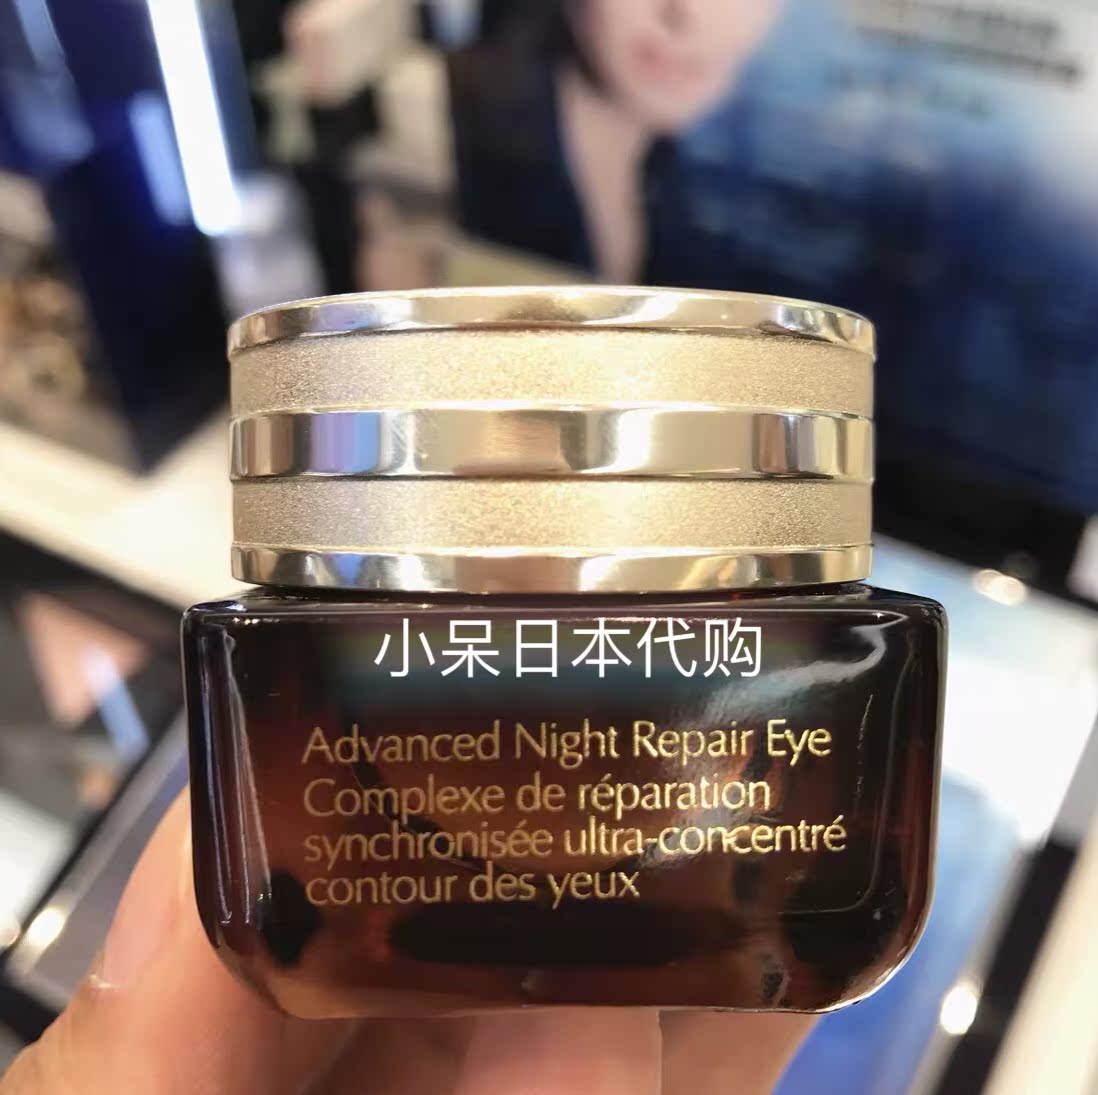 小呆日本代购
Advanced Night Repair Eye
Complexe de réparation
synchronisée ultra-concentré
contour des yeux